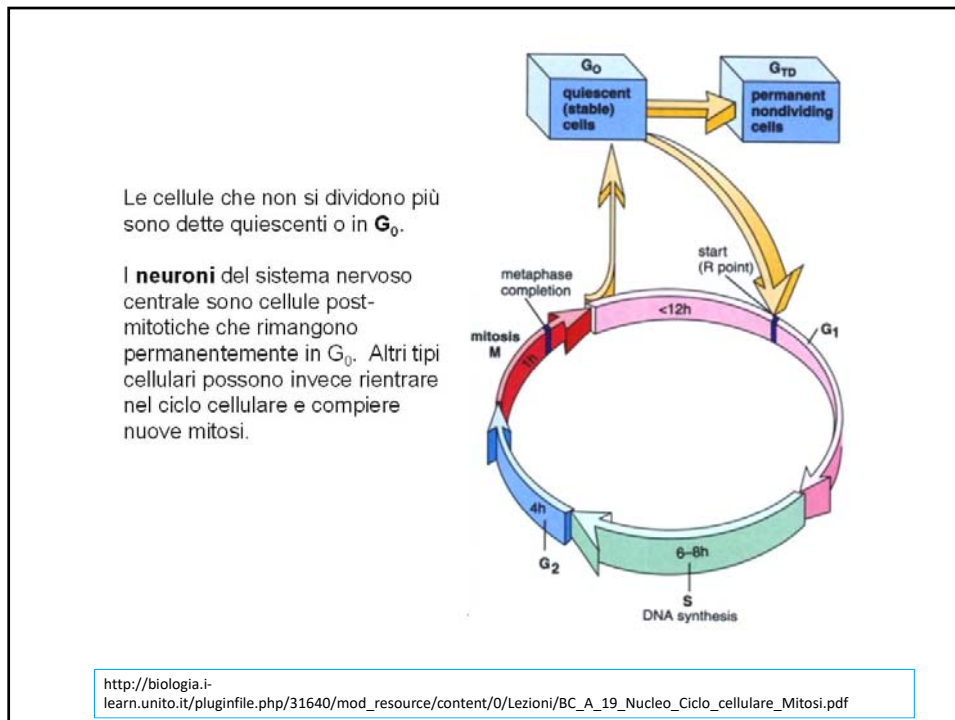 Le cellule che non si dividono più
sono dette quiescenti o in G₀.
I neuroni del sistema nervoso
centrale sono cellule post-
mitotiche che rimangono
permanentemente in G₀. Altri tipi
cellulari possono invece rientrare
nel ciclo cellulare e compiere
nuove mitosi.
G₀
quiescent
(stable)
cells
G_TD
permanent
nondividing
cells
start
(R point)
metaphase
completion
<12h
G₁
mitosis
M
1h
4h
G₂
6–8h
S
DNA synthesis
http://biologia.i-
learn.unito.it/pluginfile.php/31640/mod_resource/content/0/Lezioni/BC_A_19_Nucleo_Ciclo_cellulare_Mitosi.pdf